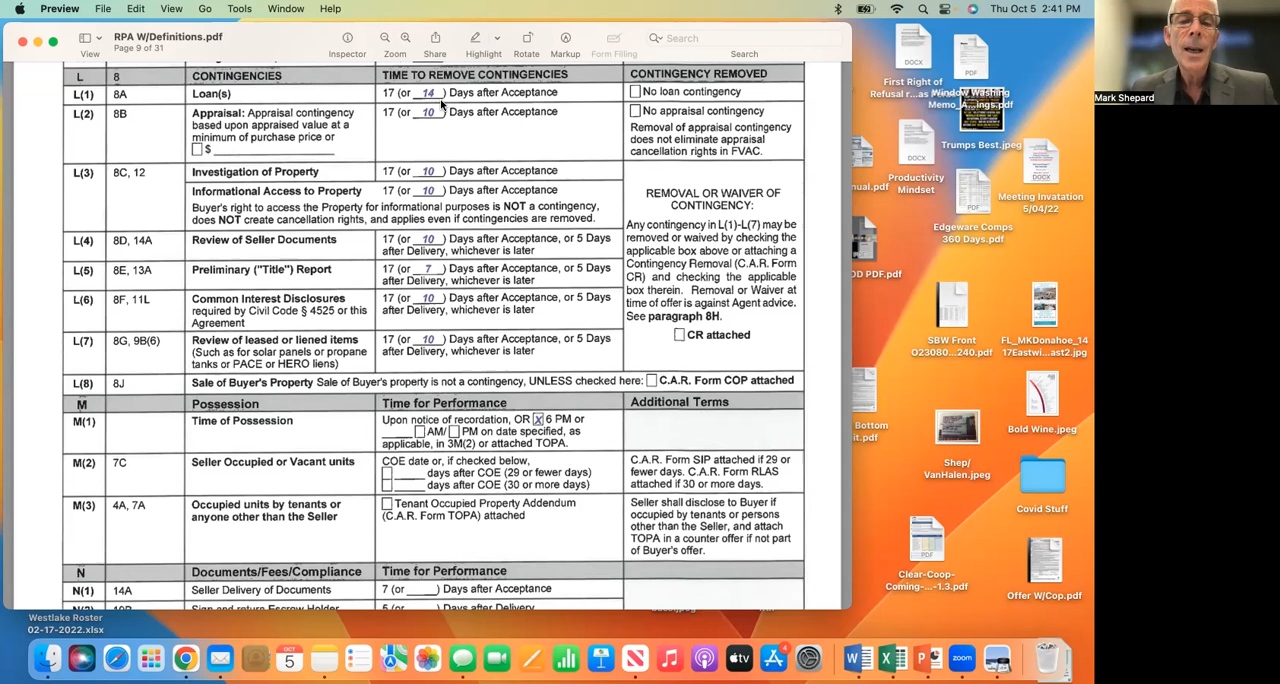 Preview File Edit View Go Tools Window Help
Thu Oct 5 2:41 PM
RPA W/Definitions.pdf
Page 9 of 31
View
Inspector
Zoom
Share
Highlight
Rotate
Markup
Form Filling
Search
Search
L 8 CONTINGENCIES TIME TO REMOVE CONTINGENCIES CONTINGENCY REMOVED
L(1) 8A Loan(s) 17 (or 14 ) Days after Acceptance No loan contingency
L(2) 8B Appraisal: Appraisal contingency
based upon appraised value at a
minimum of purchase price or
$
17 (or 10 ) Days after Acceptance
No appraisal contingency
Removal of appraisal contingency
does not eliminate appraisal
cancellation rights in FVAC.
L(3) 8C, 12 Investigation of Property 17 (or 10 ) Days after Acceptance
Informational Access to Property 17 (or 10 ) Days after Acceptance
Buyer's right to access the Property for informational purposes is NOT a contingency,
does NOT create cancellation rights, and applies even if contingencies are removed.
REMOVAL OR WAIVER OF
CONTINGENCY:
Any contingency in L(1)-L(7) may be
removed or waived by checking the
applicable box above or attaching a
Contingency Removal (C.A.R. Form
CR) and checking the applicable
box therein. Removal or Waiver at
time of offer is against Agent advice.
See paragraph 8H.
CR attached
L(4) 8D, 14A Review of Seller Documents 17 (or 10 ) Days after Acceptance, or 5 Days
after Delivery, whichever is later
L(5) 8E, 13A Preliminary ("Title") Report 17 (or 7 ) Days after Acceptance, or 5 Days
after Delivery, whichever is later
L(6) 8F, 11L Common Interest Disclosures
required by Civil Code § 4525 or this
Agreement
17 (or 10 ) Days after Acceptance, or 5 Days
after Delivery, whichever is later
L(7) 8G, 9B(6) Review of leased or liened items
(Such as for solar panels or propane
tanks or PACE or HERO liens)
17 (or 10 ) Days after Acceptance, or 5 Days
after Delivery, whichever is later
L(8) 8J Sale of Buyer's Property Sale of Buyer's property is not a contingency, UNLESS checked here: C.A.R. Form COP attached
M Possession Time for Performance Additional Terms
M(1) Time of Possession Upon notice of recordation, OR X 6 PM or
AM/ PM on date specified, as
applicable, in 3M(2) or attached TOPA.
M(2) 7C Seller Occupied or Vacant units COE date or, if checked below,
days after COE (29 or fewer days)
days after COE (30 or more days)
C.A.R. Form SIP attached if 29 or
fewer days. C.A.R. Form RLAS
attached if 30 or more days.
M(3) 4A, 7A Occupied units by tenants or
anyone other than the Seller
Tenant Occupied Property Addendum
(C.A.R. Form TOPA) attached
Seller shall disclose to Buyer if
occupied by tenants or persons
other than the Seller, and attach
TOPA in a counter offer if not part
of Buyer's offer.
N Documents/Fees/Compliance Time for Performance
N(1) 14A Seller Delivery of Documents 7 (or ) Days after Acceptance
Mark Shepard
First Right of
Refusal r...as
Window Washing
Memo_A...ngs.pdf
Trumps Best.jpeg
Productivity
Mindset
Meeting Invatation
5/04/22
Edgeware Comps
360 Days.pdf
SBW Front
O23080...240.pdf
FL_MKDonahoe_14
17Eastwi...ast2.jpg
Bold Wine.jpeg
Shep/
VanHalen.jpeg
Covid Stuff
Clear-Coop-
Coming-...-1.3.pdf
Offer W/Cop.pdf
Bottom
Westlake Roster
02-17-2022.xlsx
OCT
5
tv
4
zoom